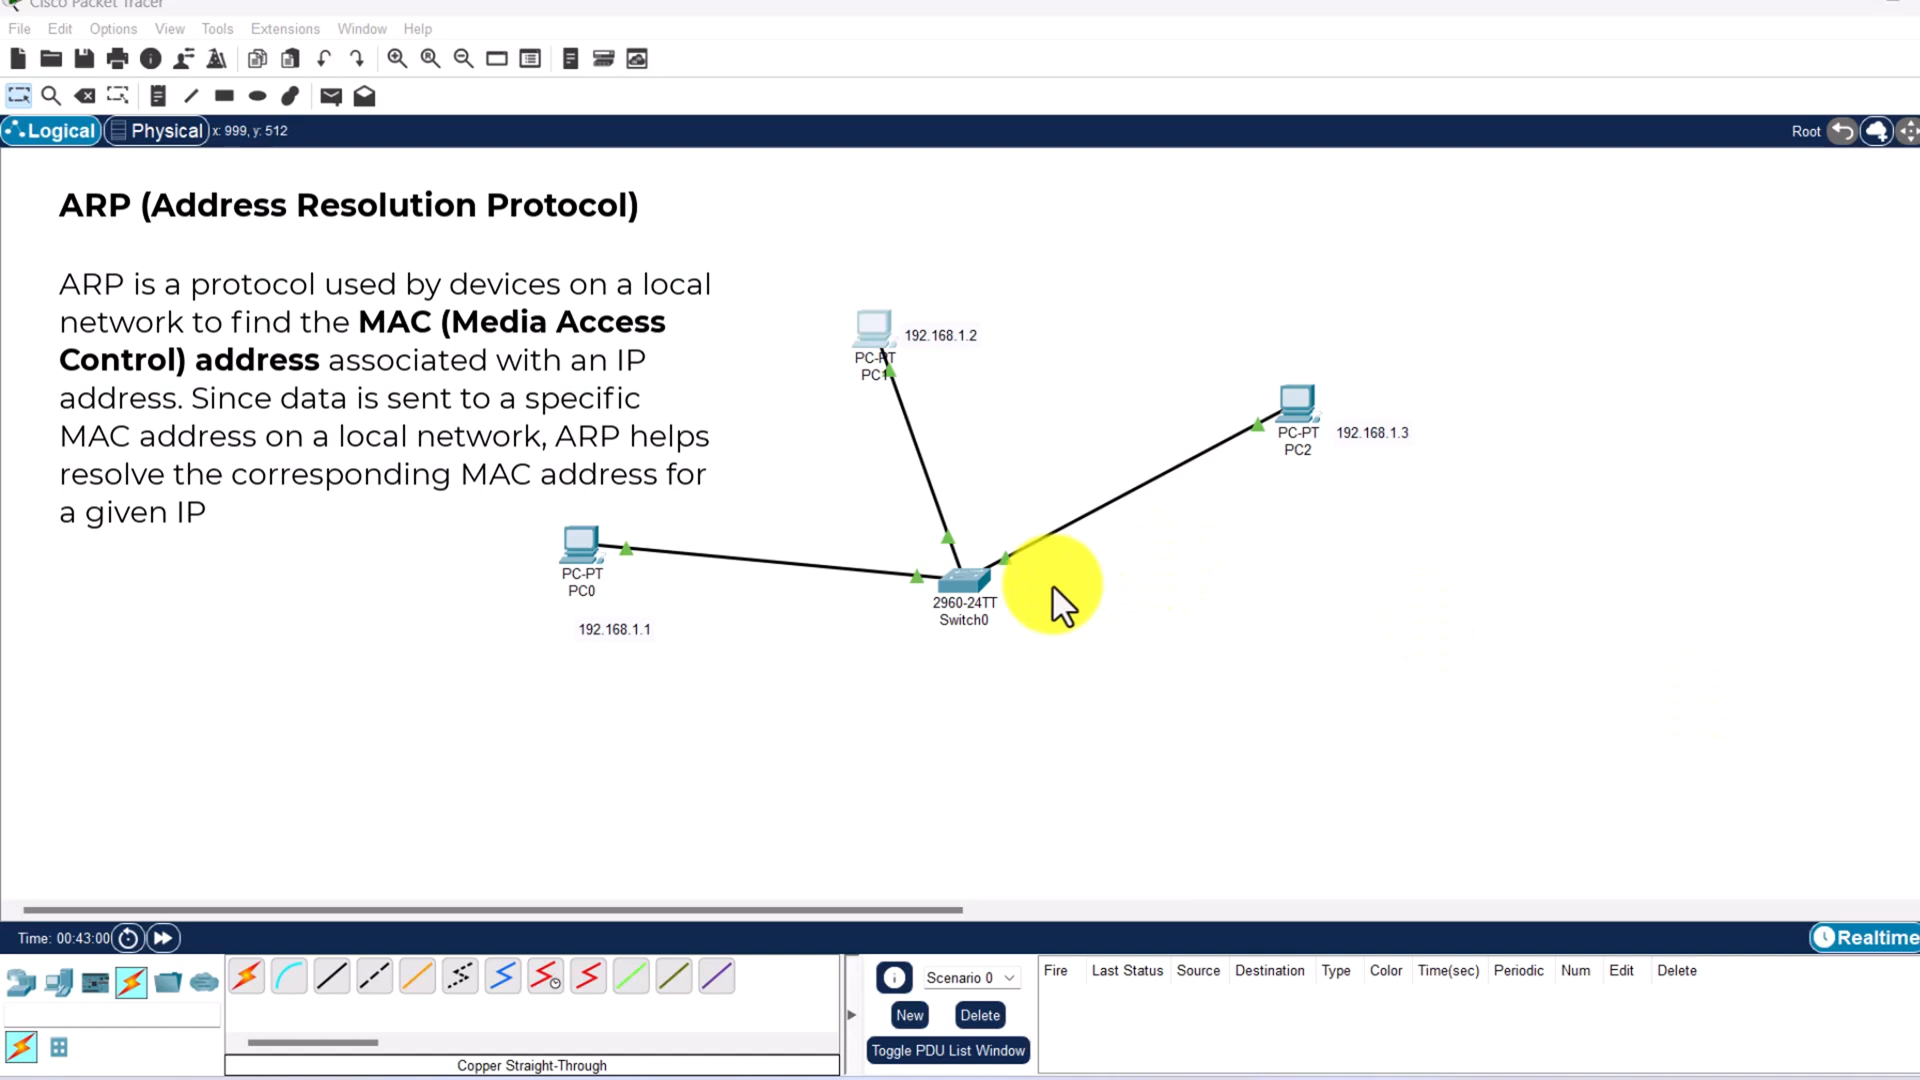 Cisco Packet Tracer
File Edit Options View Tools Extensions Window Help
Logical Physical x: 999, y: 512 Root
ARP (Address Resolution Protocol)
ARP is a protocol used by devices on a local
network to find the MAC (Media Access
Control) address associated with an IP
address. Since data is sent to a specific
MAC address on a local network, ARP helps
resolve the corresponding MAC address for
a given IP
192.168.1.2
PC-PT
PC1
PC-PT
PC2
192.168.1.3
PC-PT
PC0
192.168.1.1
2960-24TT
Switch0
Time: 00:43:00 Realtime
Scenario 0
New Delete
Toggle PDU List Window
Fire Last Status Source Destination Type Color Time(sec) Periodic Num Edit Delete
Copper Straight-Through